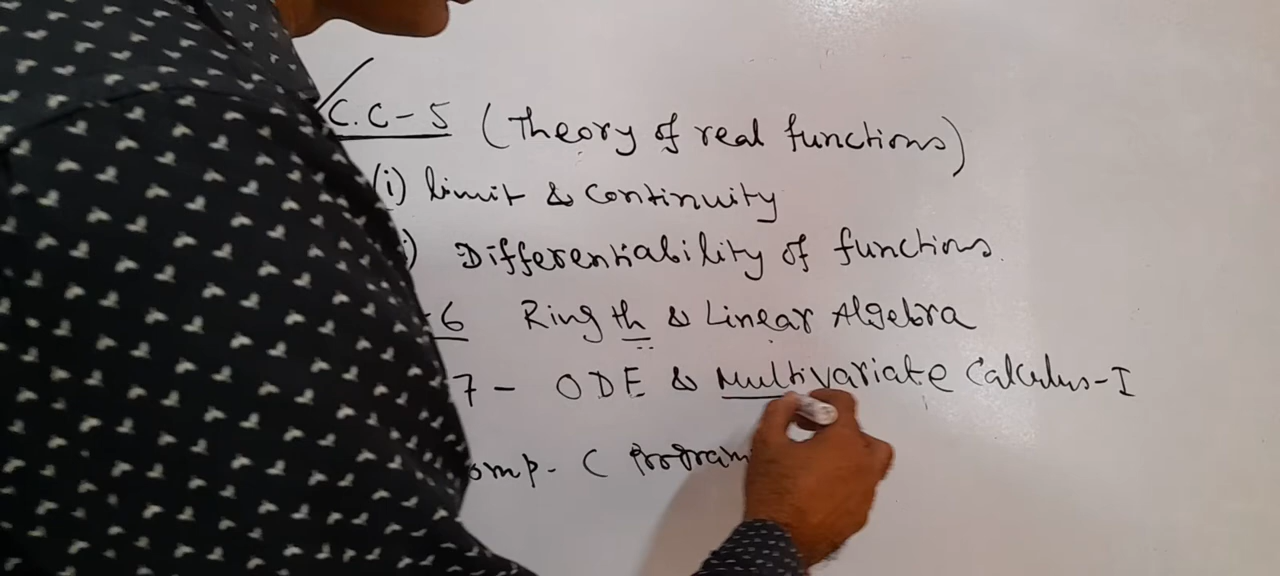 C.C-5 (Theory of real functions)
(i) limit & Continuity
) Differentiability of functions.
-6 Ring th & Linear Algebra
7 - ODE & Multivariate Calculus-I
omp- C Program